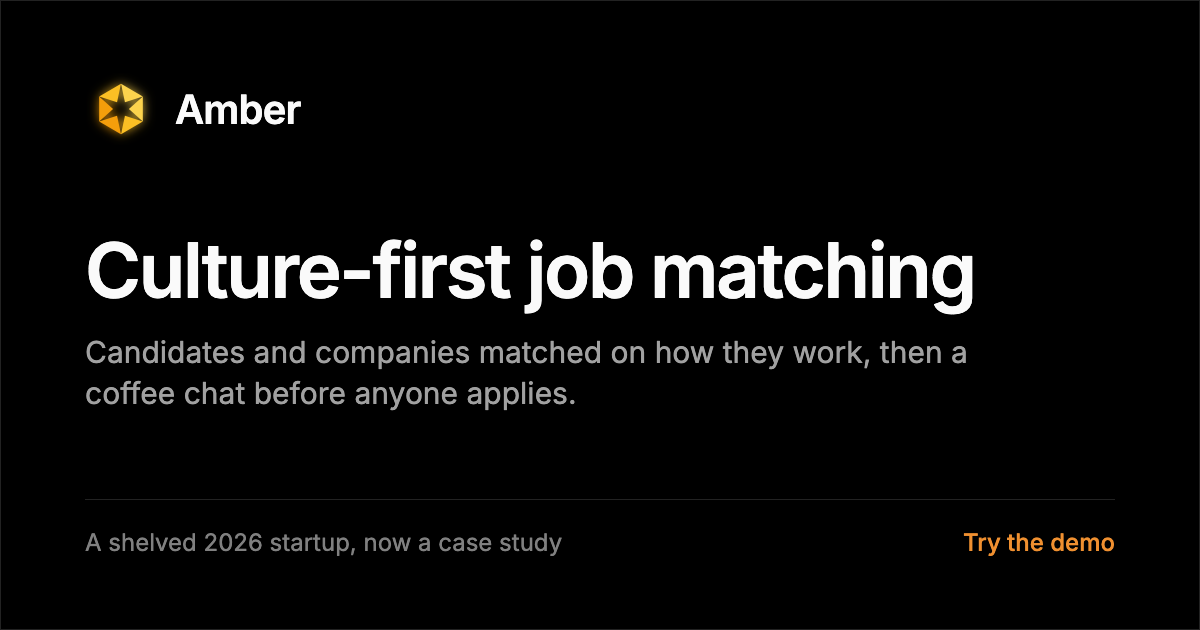 Amber
Culture-first job matching
Candidates and companies matched on how they work, then a
coffee chat before anyone applies.
A shelved 2026 startup, now a case study
Try the demo